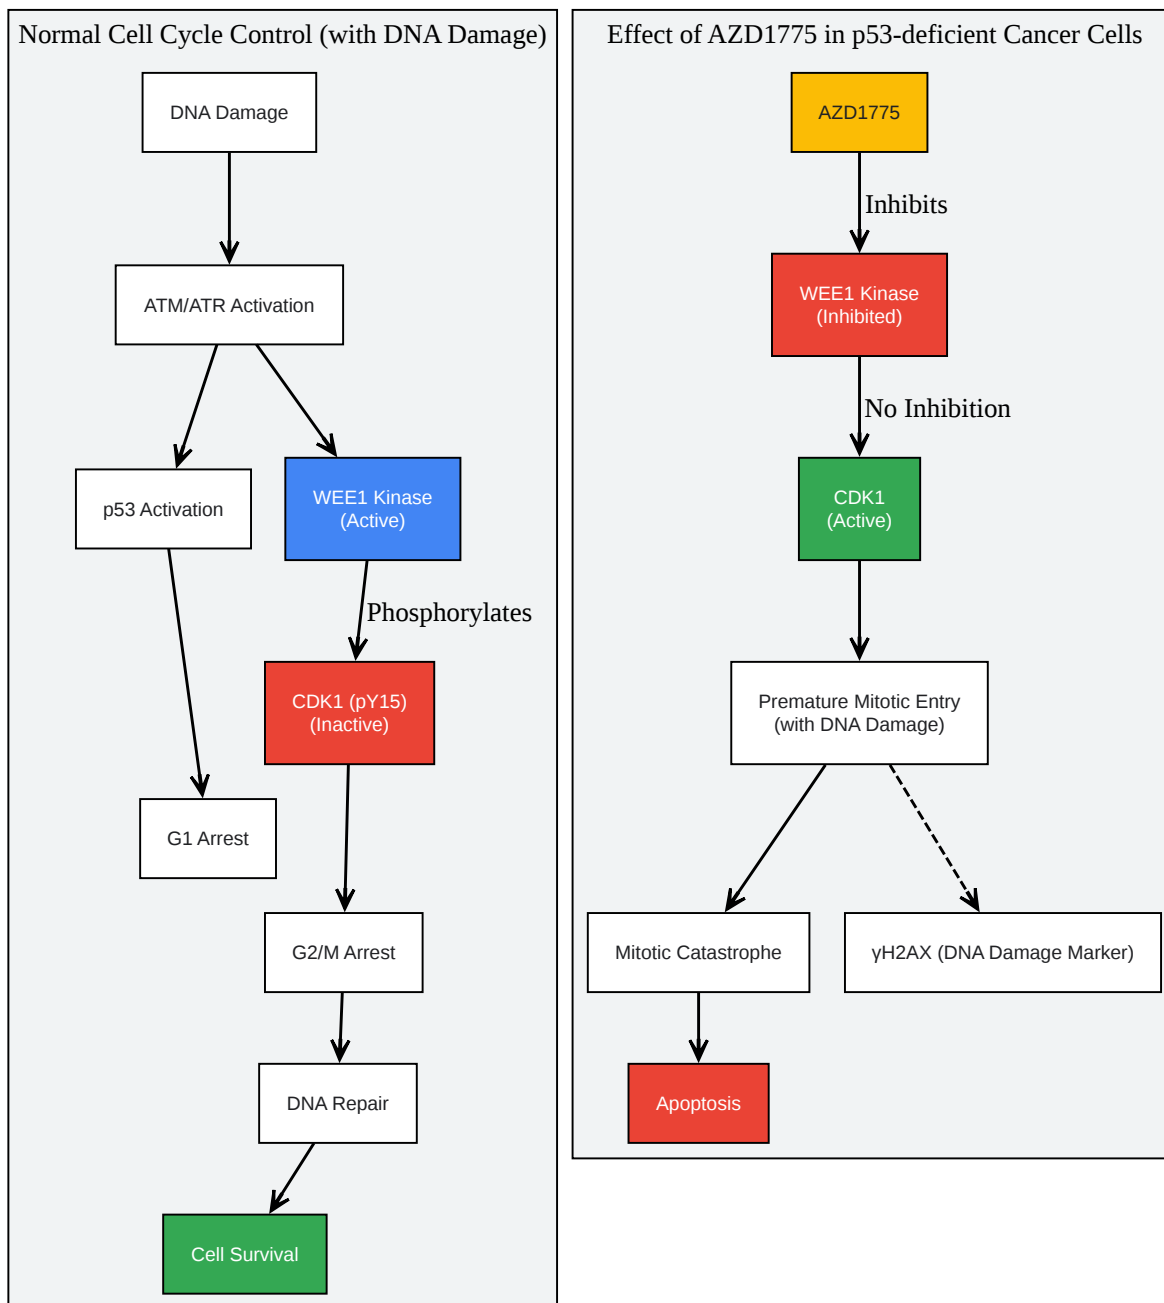 Normal Cell Cycle Control (with DNA Damage)
DNA Damage
ATM/ATR Activation
p53 Activation
WEE1 Kinase
(Active)
Phosphorylates
CDK1 (pY15)
(Inactive)
G1 Arrest
G2/M Arrest
DNA Repair
Cell Survival
Effect of AZD1775 in p53-deficient Cancer Cells
AZD1775
Inhibits
WEE1 Kinase
(Inhibited)
No Inhibition
CDK1
(Active)
Premature Mitotic Entry
(with DNA Damage)
Mitotic Catastrophe
γH2AX (DNA Damage Marker)
Apoptosis